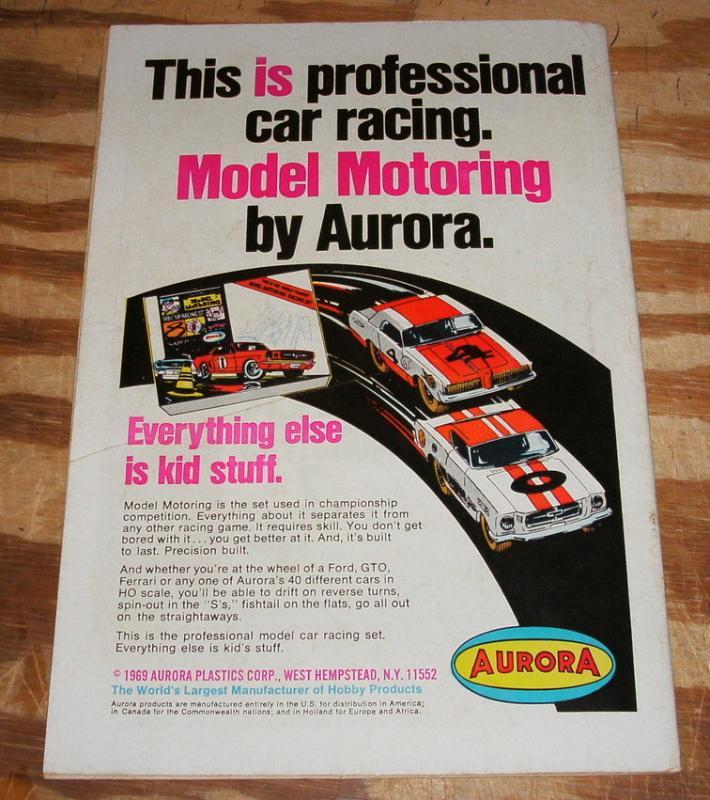 This is professional
car racing.
Model Motoring
by Aurora.
MODEL MOTORING
1
4
0
Everything else
is kid stuff.
Model Motoring is the set used in championship
competition. Everything about it separates it from
any other racing game. It requires skill. You don't get
bored with it...you get better at it. And, it's built
to last. Precision built.
And whether you're at the wheel of a Ford, GTO,
Ferrari or any one of Aurora's 40 different cars in
HO scale, you'll be able to drift on reverse turns,
spin-out in the "S's," fishtail on the flats, go all out
on the straightaways.
This is the professional model car racing set.
Everything else is kid's stuff.
© 1969 AURORA PLASTICS CORP., WEST HEMPSTEAD, N.Y. 11552
The World's Largest Manufacturer of Hobby Products
Aurora products are manufactured entirely in the U.S. for distribution in America;
in Canada for the Commonwealth nations; and in Holland for Europe and Africa.
AURORA